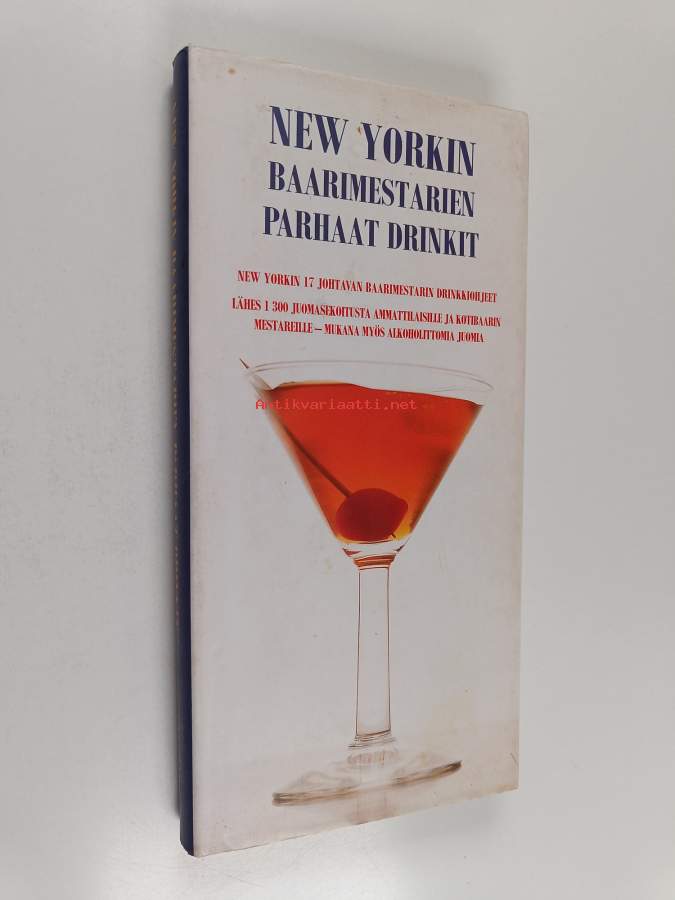 NEW YORKIN
BAARIMESTARIEN
PARHAAT DRINKIT
NEW YORKIN 17 JOHTAVAN BAARIMESTARIN DRINKKIOHJEET
LÄHES 1 300 JUOMASEKOITUSTA AMMATTILAISILLE JA KOTIBAARIN
MESTAREILLE – MUKANA MYÖS ALKOHOLITTOMIA JUOMIA
Antikvariaatti.net